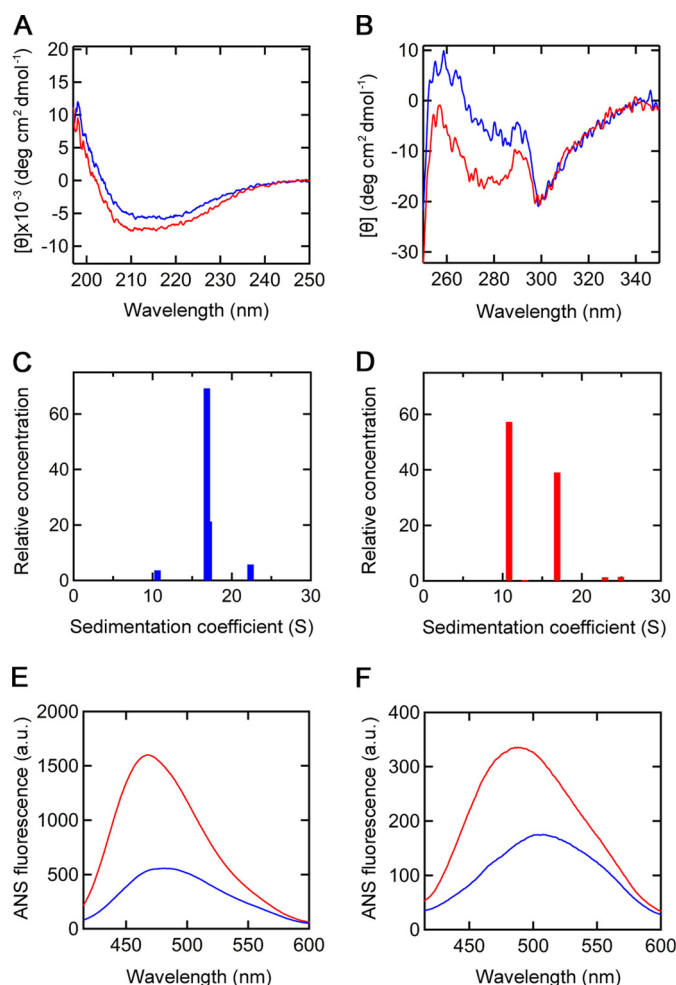 A
20
15
10
5
0
-5
-10
200 210 220 230 240 250
[θ]x10⁻³ (deg cm² dmol⁻¹)
Wavelength (nm)
B
10
0
-10
-20
-30
260 280 300 320 340
[θ] (deg cm² dmol⁻¹)
Wavelength (nm)
C
60
40
20
0
0 10 20 30
Relative concentration
Sedimentation coefficient (S)
D
60
40
20
0
0 10 20 30
Relative concentration
Sedimentation coefficient (S)
E
2000
1500
1000
500
0
450 500 550 600
ANS fluorescence (a.u.)
Wavelength (nm)
F
400
300
200
100
0
450 500 550 600
ANS fluorescence (a.u.)
Wavelength (nm)